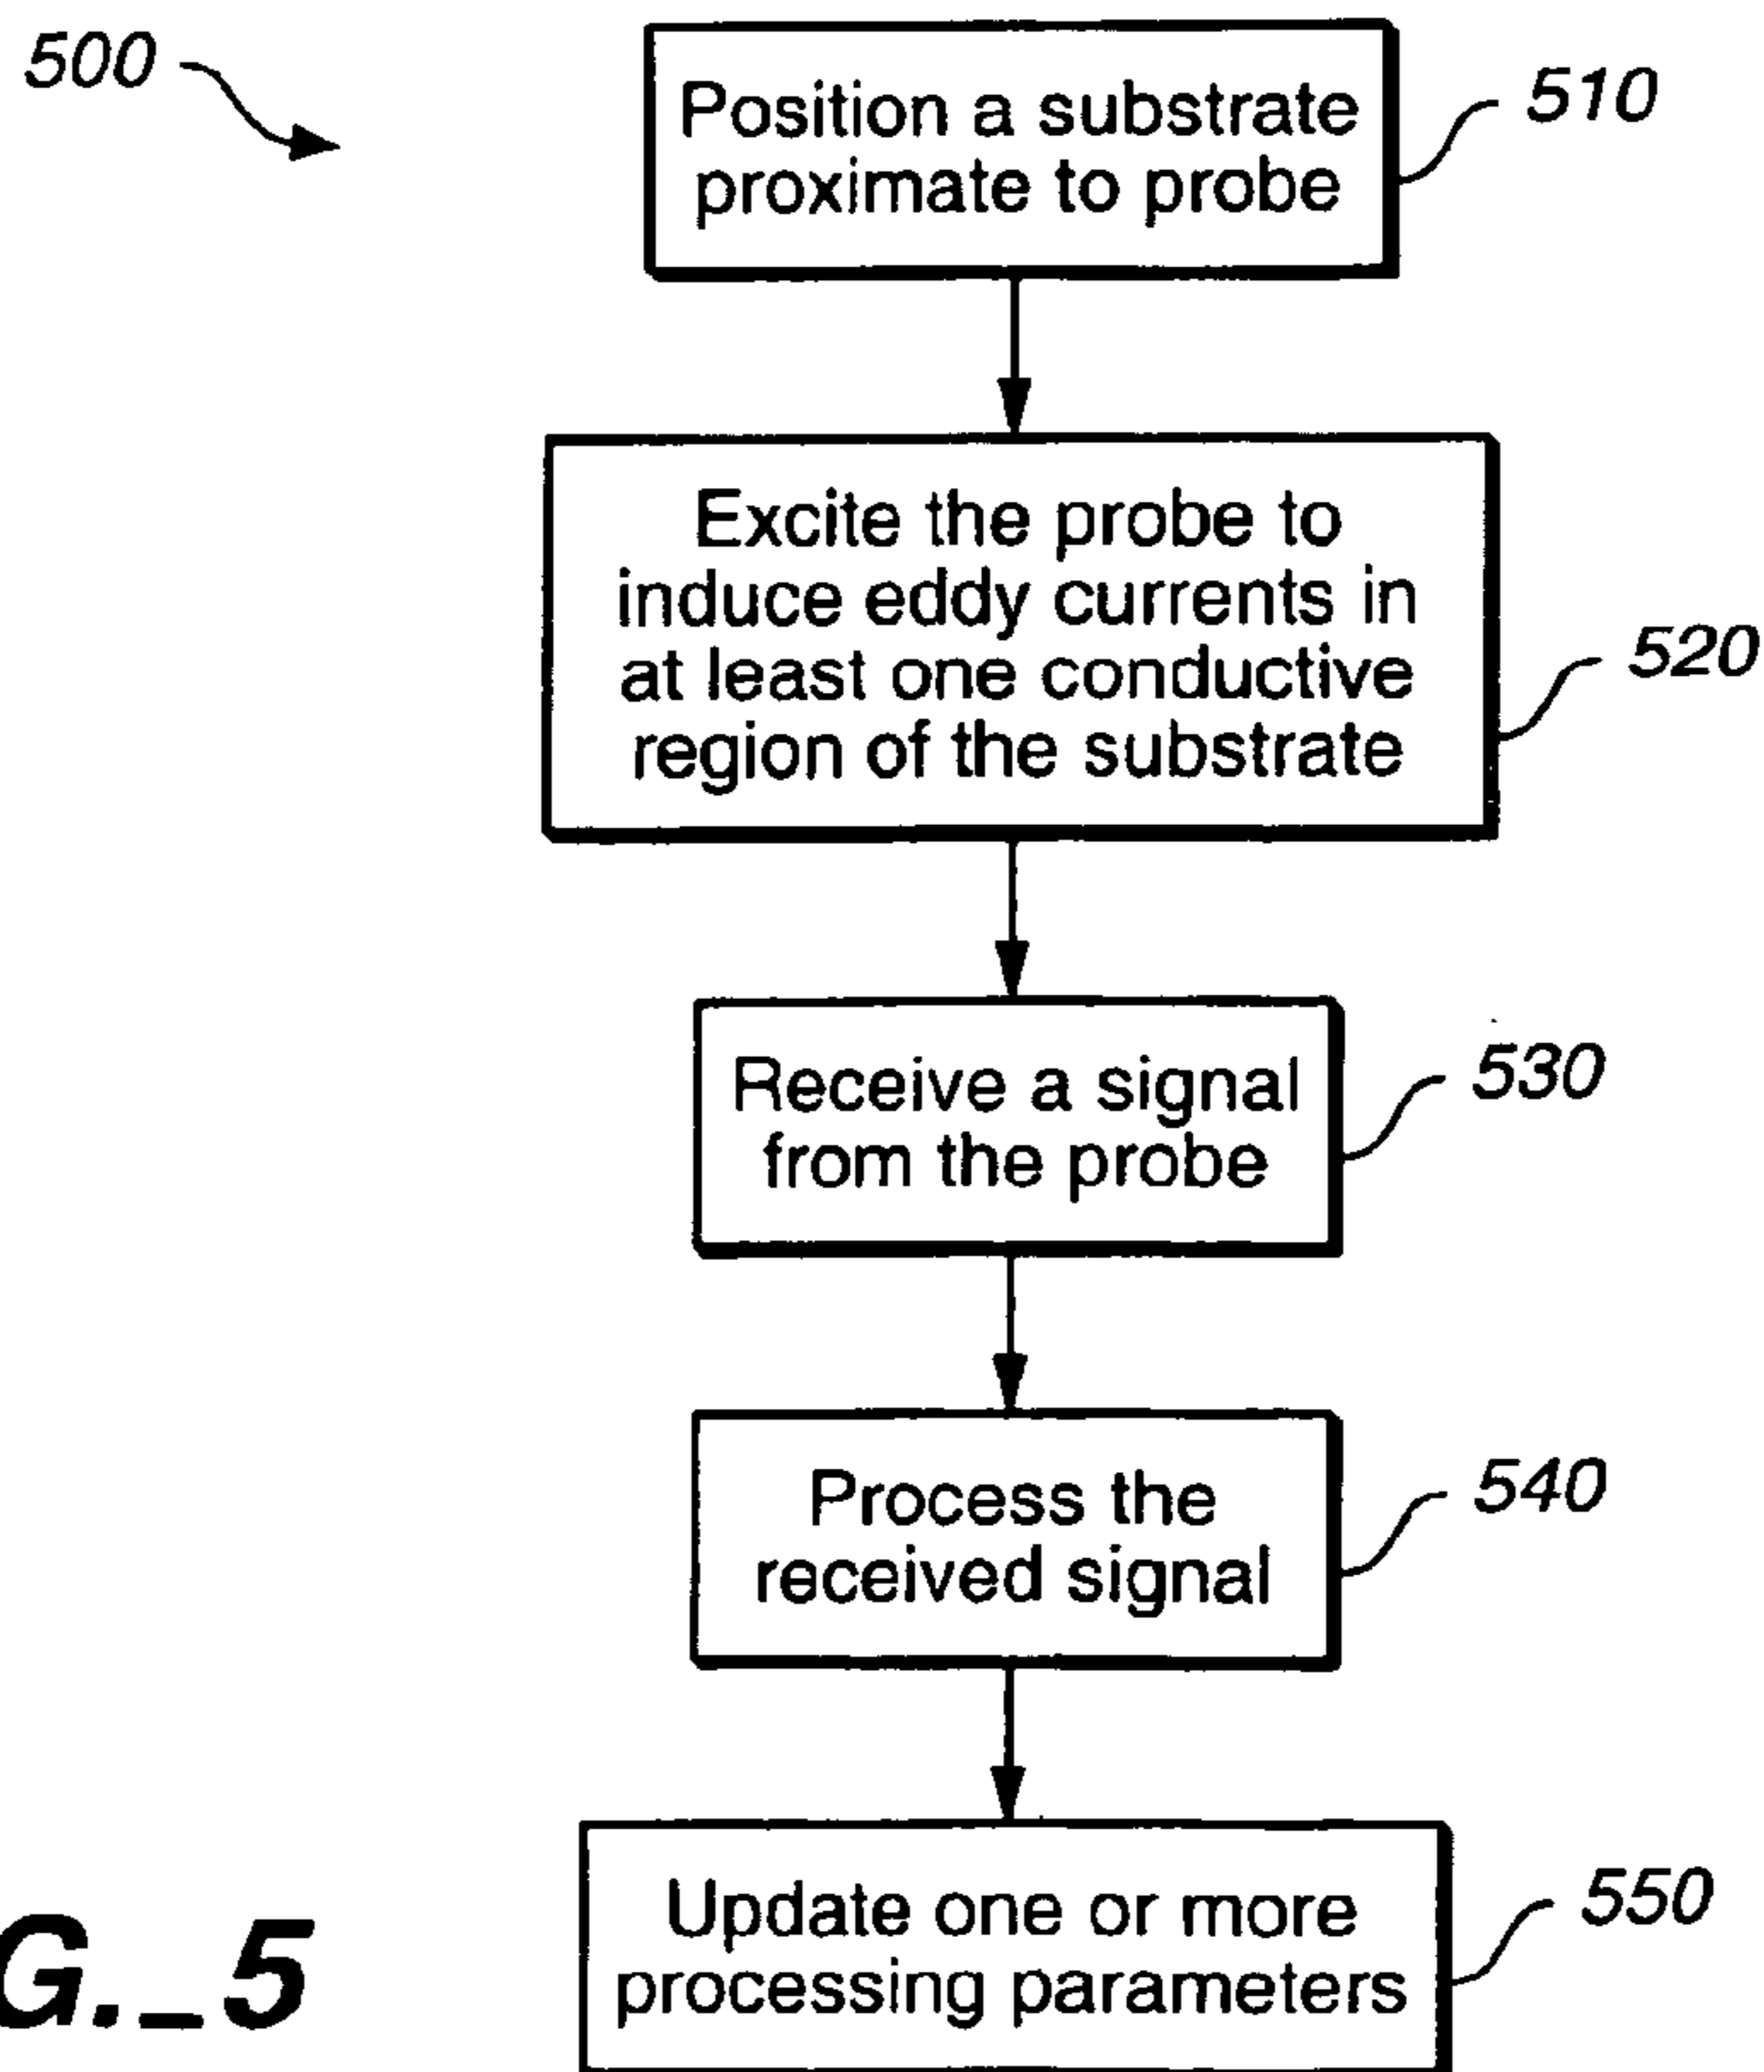 500
Position a substrate
proximate to probe
510
Excite the probe to
induce eddy currents in
at least one conductive
region of the substrate
520
Receive a signal
from the probe
530
Process the
received signal
540
Update one or more
processing parameters
550
G._5